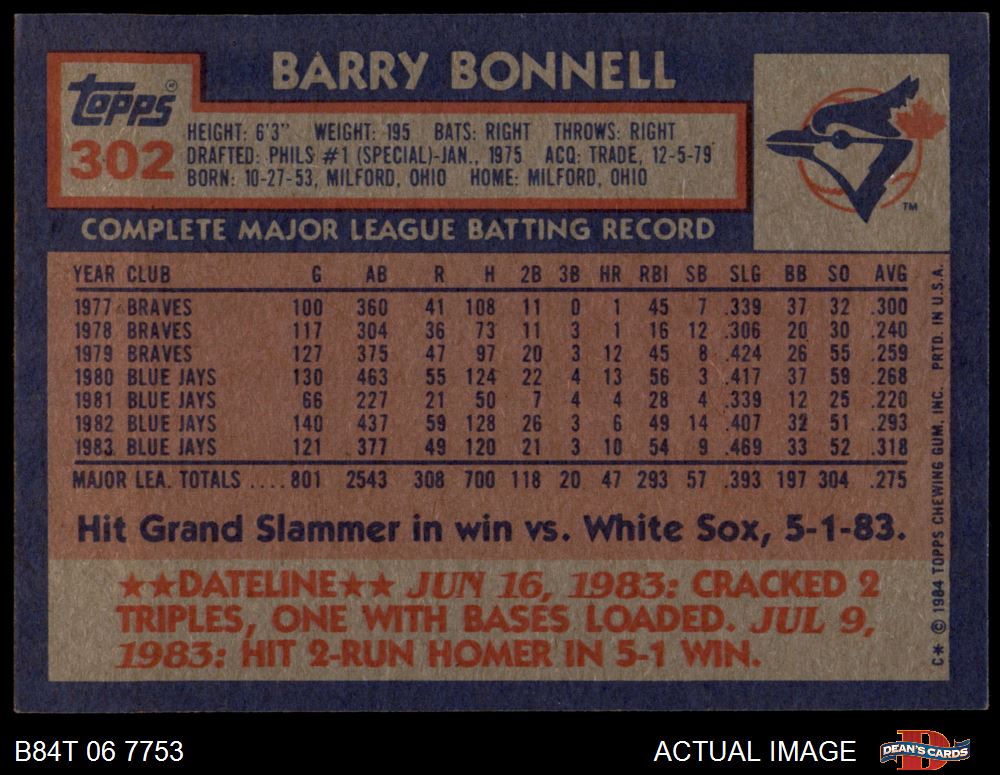 BARRY BONNELL
TOPPS ®
302
HEIGHT: 6'3" WEIGHT: 195 BATS: RIGHT THROWS: RIGHT
DRAFTED: PHILS #1 (SPECIAL)-JAN., 1975 ACQ: TRADE, 12-5-79
BORN: 10-27-53, MILFORD, OHIO HOME: MILFORD, OHIO
TM
COMPLETE MAJOR LEAGUE BATTING RECORD
YEAR CLUB G AB R H 2B 3B HR RBI SB SLG BB SO AVG
1977 BRAVES 100 360 41 108 11 0 1 45 7 .339 37 32 .300
1978 BRAVES 117 304 36 73 11 3 1 16 12 .306 20 30 .240
1979 BRAVES 127 375 47 97 20 3 12 45 8 .424 26 55 .259
1980 BLUE JAYS 130 463 55 124 22 4 13 56 3 .417 37 59 .268
1981 BLUE JAYS 66 227 21 50 7 4 4 28 4 .339 12 25 .220
1982 BLUE JAYS 140 437 59 128 26 3 6 49 14 .407 32 51 .293
1983 BLUE JAYS 121 377 49 120 21 3 10 54 9 .469 33 52 .318
MAJOR LEA. TOTALS ....801 2543 308 700 118 20 47 293 57 .393 197 304 .275
Hit Grand Slammer in win vs. White Sox, 5-1-83.
★★DATELINE★★ JUN 16, 1983: CRACKED 2
TRIPLES, ONE WITH BASES LOADED. JUL 9,
1983: HIT 2-RUN HOMER IN 5-1 WIN.
C* © 1984 TOPPS CHEWING GUM, INC. PRTD. IN U.S.A.
B84T 06 7753
ACTUAL IMAGE
D
DEAN'S CARDS